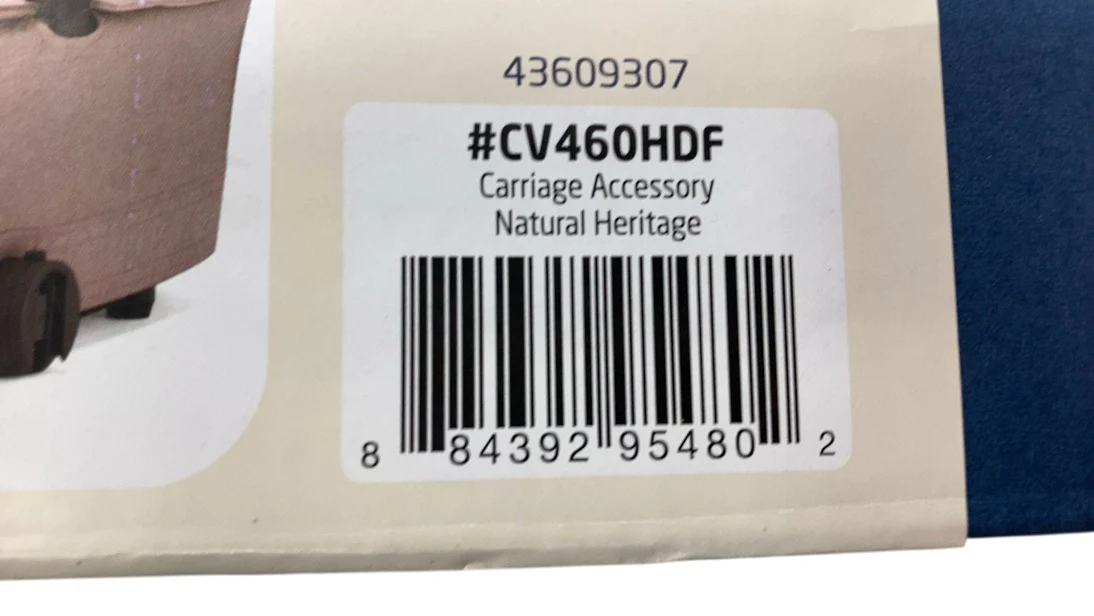 43609307
#CV460HDF
Carriage Accessory
Natural Heritage
8 84392 95480 2